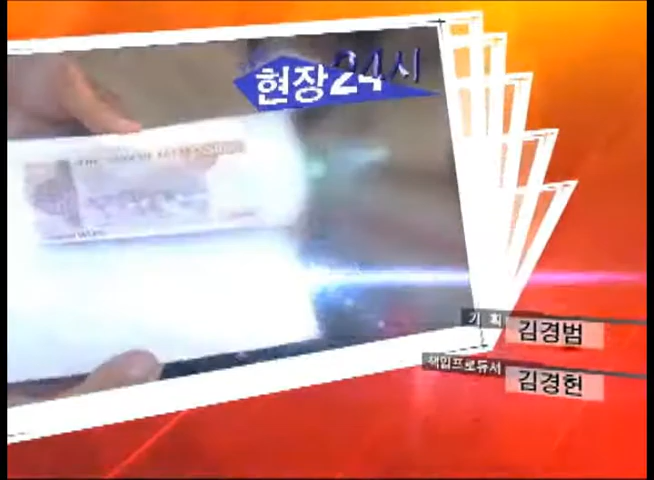 현장24시
기 획
김경범
책임프로듀서
김경헌